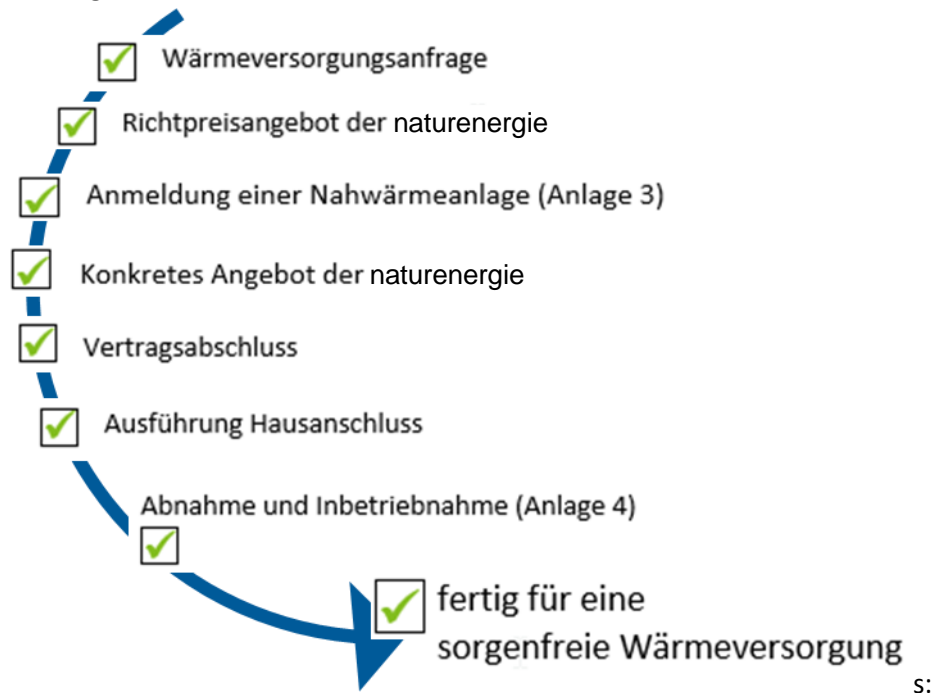 Wärmeversorgungsanfrage
Richtpreisangebot der naturenergie
Anmeldung einer Nahwärmeanlage (Anlage 3)
Konkretes Angebot der naturenergie
Vertragsabschluss
Ausführung Hausanschluss
Abnahme und Inbetriebnahme (Anlage 4)
fertig für eine
sorgenfreie Wärmeversorgung
s: